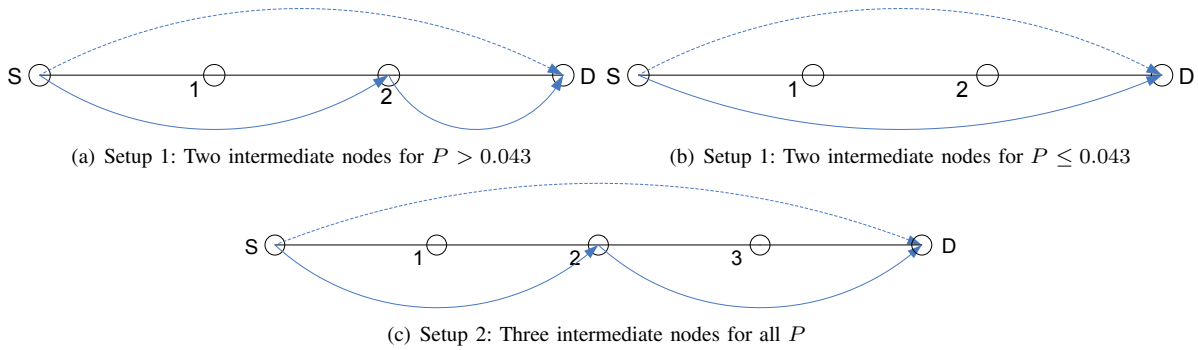 S
1
2
D
S
1
2
D
(a) Setup 1: Two intermediate nodes for P > 0.043
(b) Setup 1: Two intermediate nodes for P ≤ 0.043
S
1
2
3
D
(c) Setup 2: Three intermediate nodes for all P